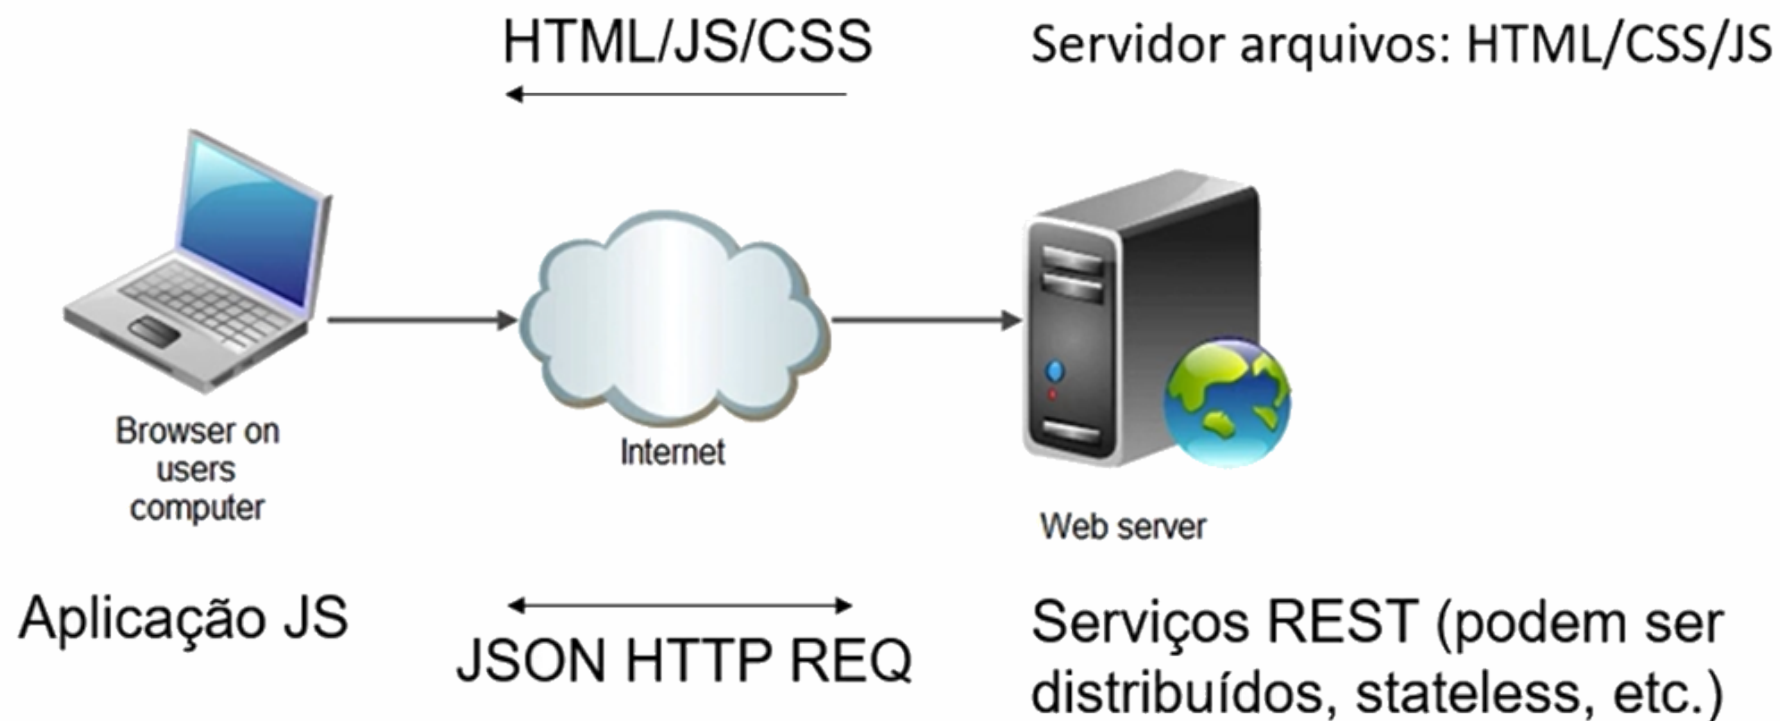 HTML/JS/CSS
Servidor arquivos: HTML/CSS/JS
Browser on
users
computer
Internet
Web server
Aplicação JS
JSON HTTP REQ
Serviços REST (podem ser
distribuídos, stateless, etc.)